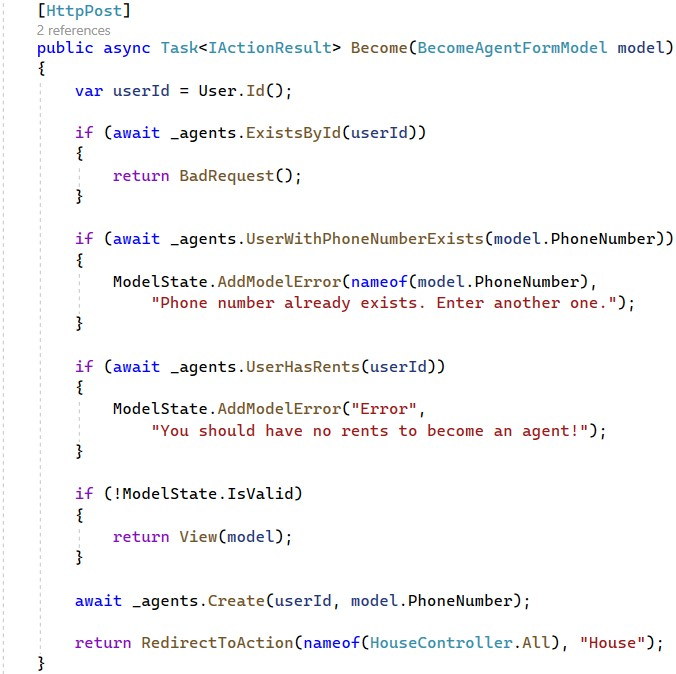 [HttpPost]
2 references
public async Task<IActionResult> Become(BecomeAgentFormModel model)
{
var userId = User.Id();
if (await _agents.ExistsById(userId))
{
return BadRequest();
}
if (await _agents.UserWithPhoneNumberExists(model.PhoneNumber))
{
ModelState.AddModelError(nameof(model.PhoneNumber),
"Phone number already exists. Enter another one.");
}
if (await _agents.UserHasRents(userId))
{
ModelState.AddModelError("Error",
"You should have no rents to become an agent!");
}
if (!ModelState.IsValid)
{
return View(model);
}
await _agents.Create(userId, model.PhoneNumber);
return RedirectToAction(nameof(HouseController.All), "House");
}